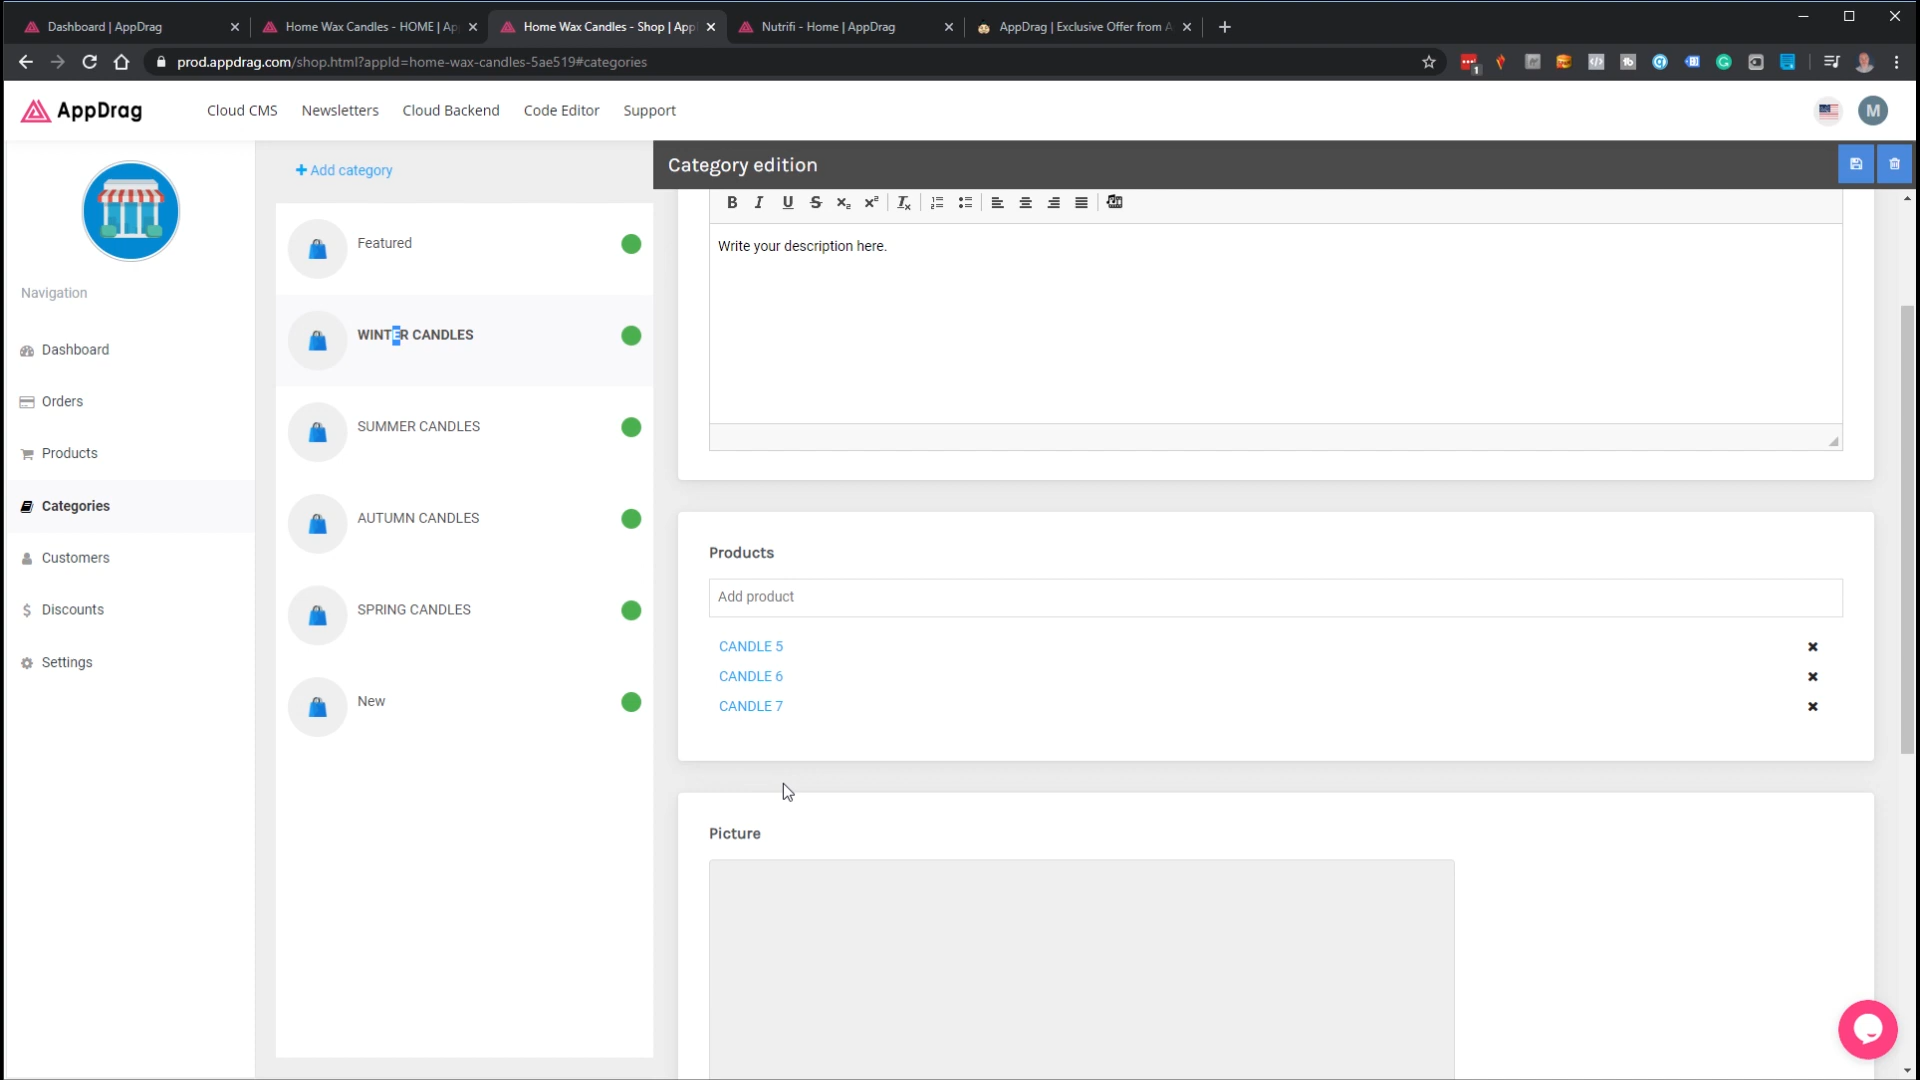 Dashboard | AppDrag
Home Wax Candles - HOME | Ap
Home Wax Candles - Shop | App
Nutrifi - Home | AppDrag
AppDrag | Exclusive Offer from A
prod.appdrag.com/shop.html?appId=home-wax-candles-5ae519#categories
1
AppDrag
Cloud CMS
Newsletters
Cloud Backend
Code Editor
Support
M
Navigation
Dashboard
Orders
Products
Categories
Customers
Discounts
Settings
+ Add category
Featured
WINTER CANDLES
SUMMER CANDLES
AUTUMN CANDLES
SPRING CANDLES
New
Category edition
Write your description here.
Products
Add product
CANDLE 5
CANDLE 6
CANDLE 7
Picture